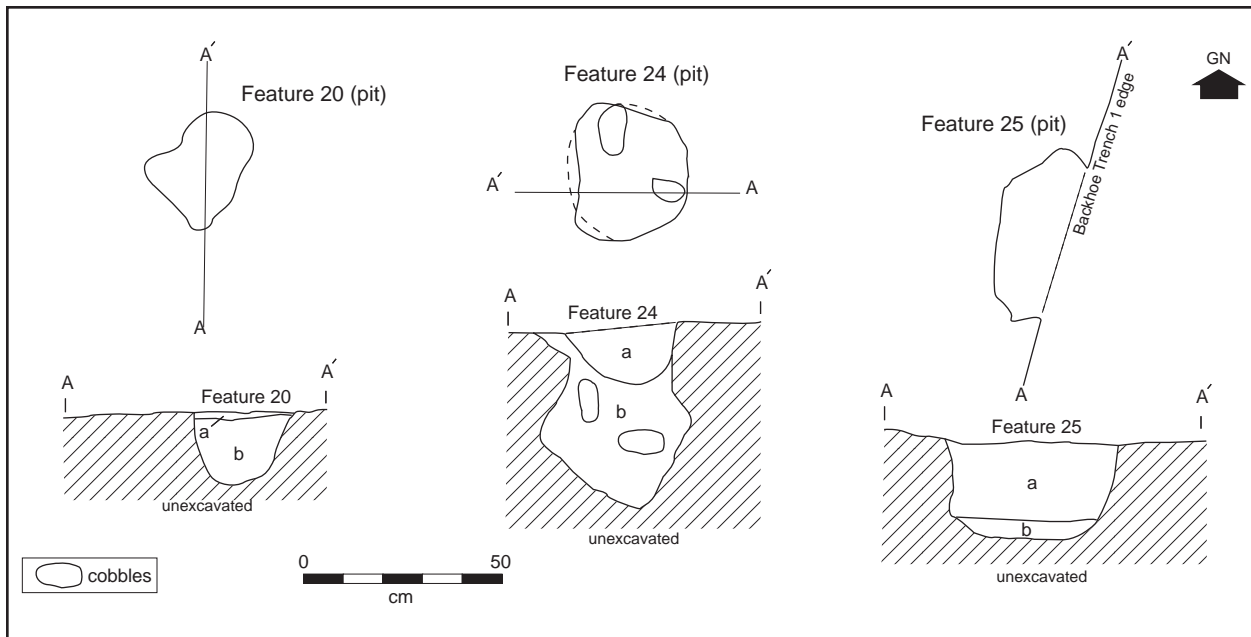 A′
Feature 20 (pit)
A
A
A′
Feature 20
a
b
unexcavated
Feature 24 (pit)
A′
A
A
A′
Feature 24
a
b
unexcavated
GN
A′
Feature 25 (pit)
Backhoe Trench 1 edge
A
A
A′
Feature 25
a
b
unexcavated
cobbles
0 50
cm